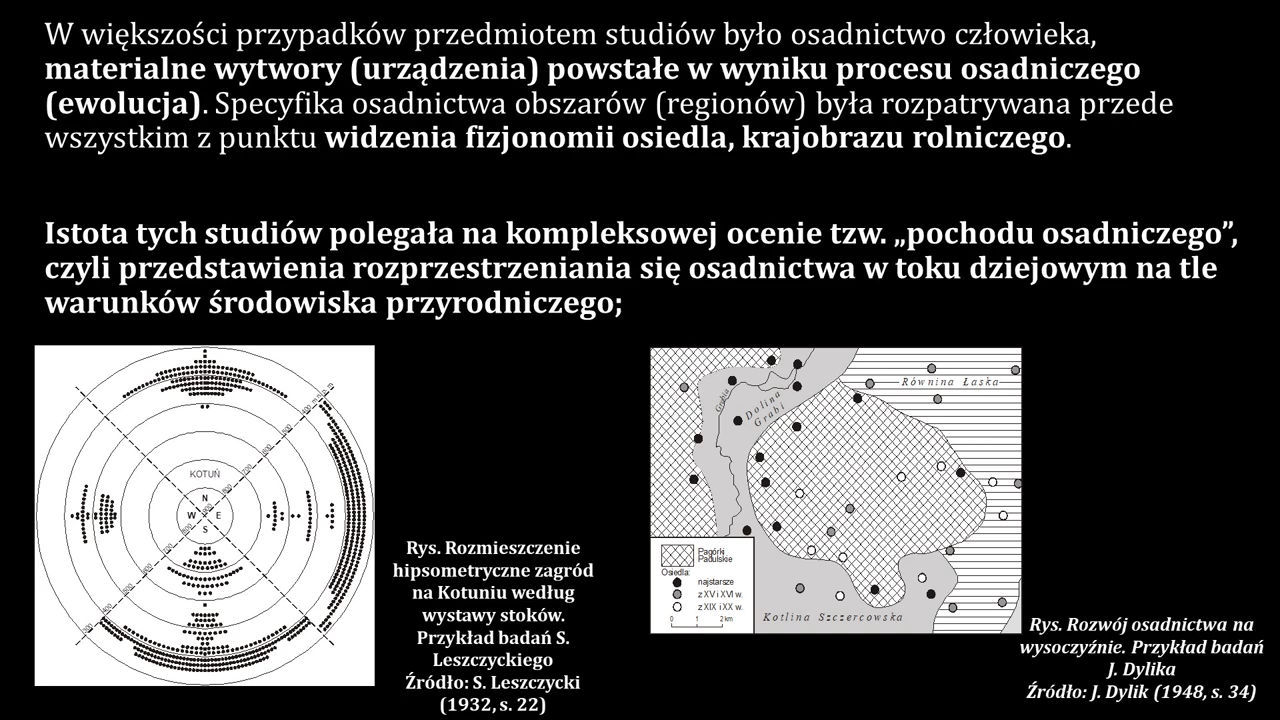 W większości przypadków przedmiotem studiów było osadnictwo człowieka,
materialne wytwory (urządzenia) powstałe w wyniku procesu osadniczego
(ewolucja). Specyfika osadnictwa obszarów (regionów) była rozpatrywana przede
wszystkim z punktu widzenia fizjonomii osiedla, krajobrazu rolniczego.
Istota tych studiów polegała na kompleksowej ocenie tzw. „pochodu osadniczego”,
czyli przedstawienia rozprzestrzeniania się osadnictwa w toku dziejowym na tle
warunków środowiska przyrodniczego;
KOTUŃ
N
W E
S
Rys. Rozmieszczenie
hipsometryczne zagród
na Kotuniu według
wystawy stoków.
Przykład badań S.
Leszczyckiego
Źródło: S. Leszczycki
(1932, s. 22)
Równina Łaska
Grabia
Dolina
Grabi
Pagórki
Padulskie
Osiedla:
najstarsze
z XV i XVI w.
z XIX i XX w.
0 1 2 km
Kotlina Szczercowska
Rys. Rozwój osadnictwa na
wysoczyźnie. Przykład badań
J. Dylika
Źródło: J. Dylik (1948, s. 34)